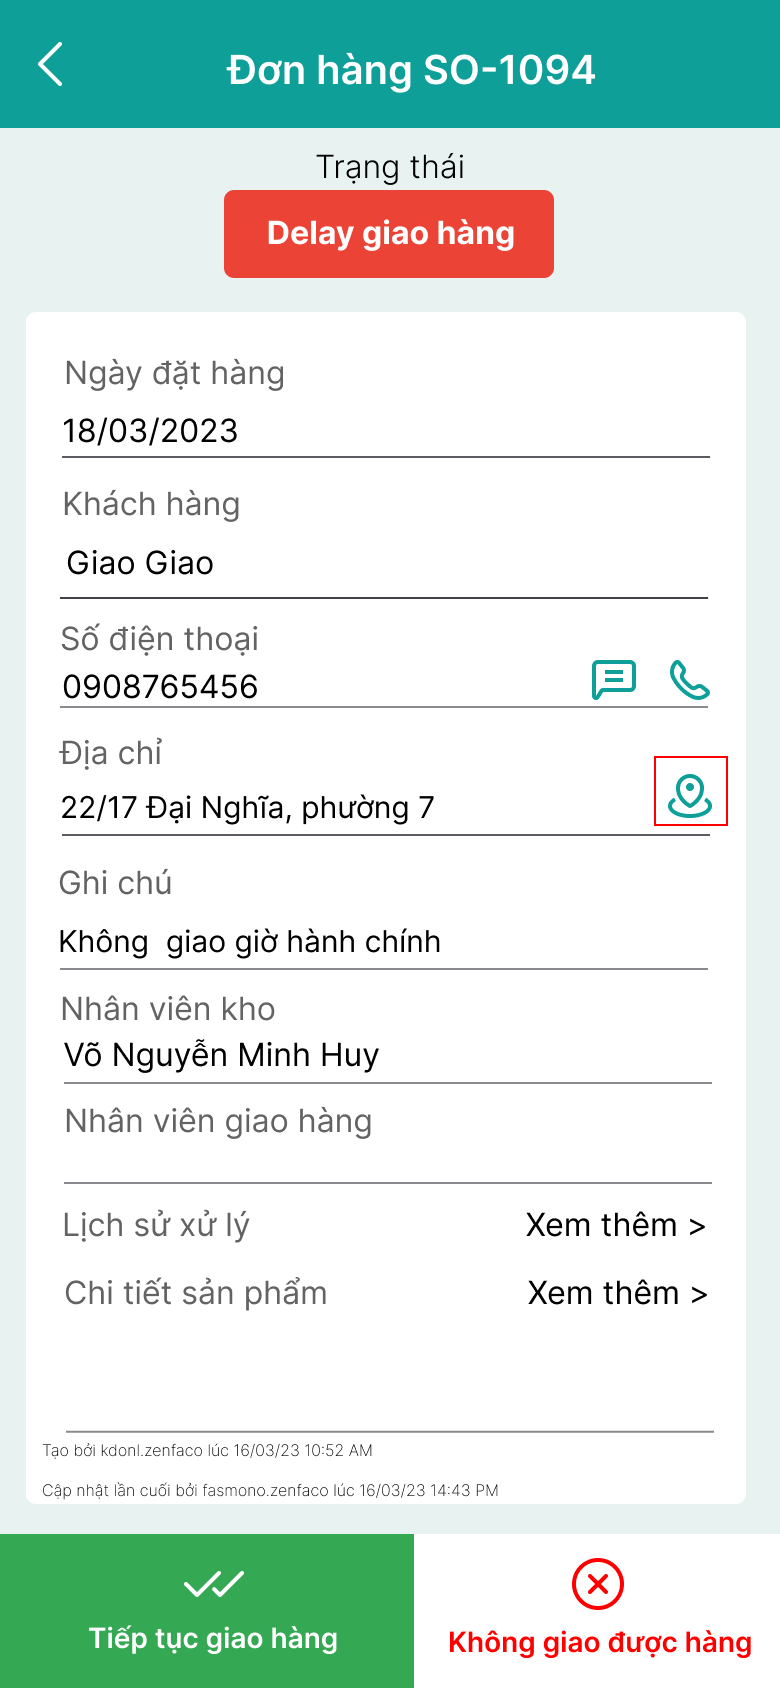 Đơn hàng SO-1094
Trạng thái
Delay giao hàng
Ngày đặt hàng
18/03/2023
Khách hàng
Giao Giao
Số điện thoại
0908765456
Địa chỉ
22/17 Đại Nghĩa, phường 7
Ghi chú
Không  giao giờ hành chính
Nhân viên kho
Võ Nguyễn Minh Huy
Nhân viên giao hàng
Lịch sử xử lý Xem thêm >
Chi tiết sản phẩm Xem thêm >
Tạo bởi kdonl.zenfaco lúc 16/03/23 10:52 AM
Cập nhật lần cuối bởi fasmono.zenfaco lúc 16/03/23 14:43 PM
Tiếp tục giao hàng
Không giao được hàng